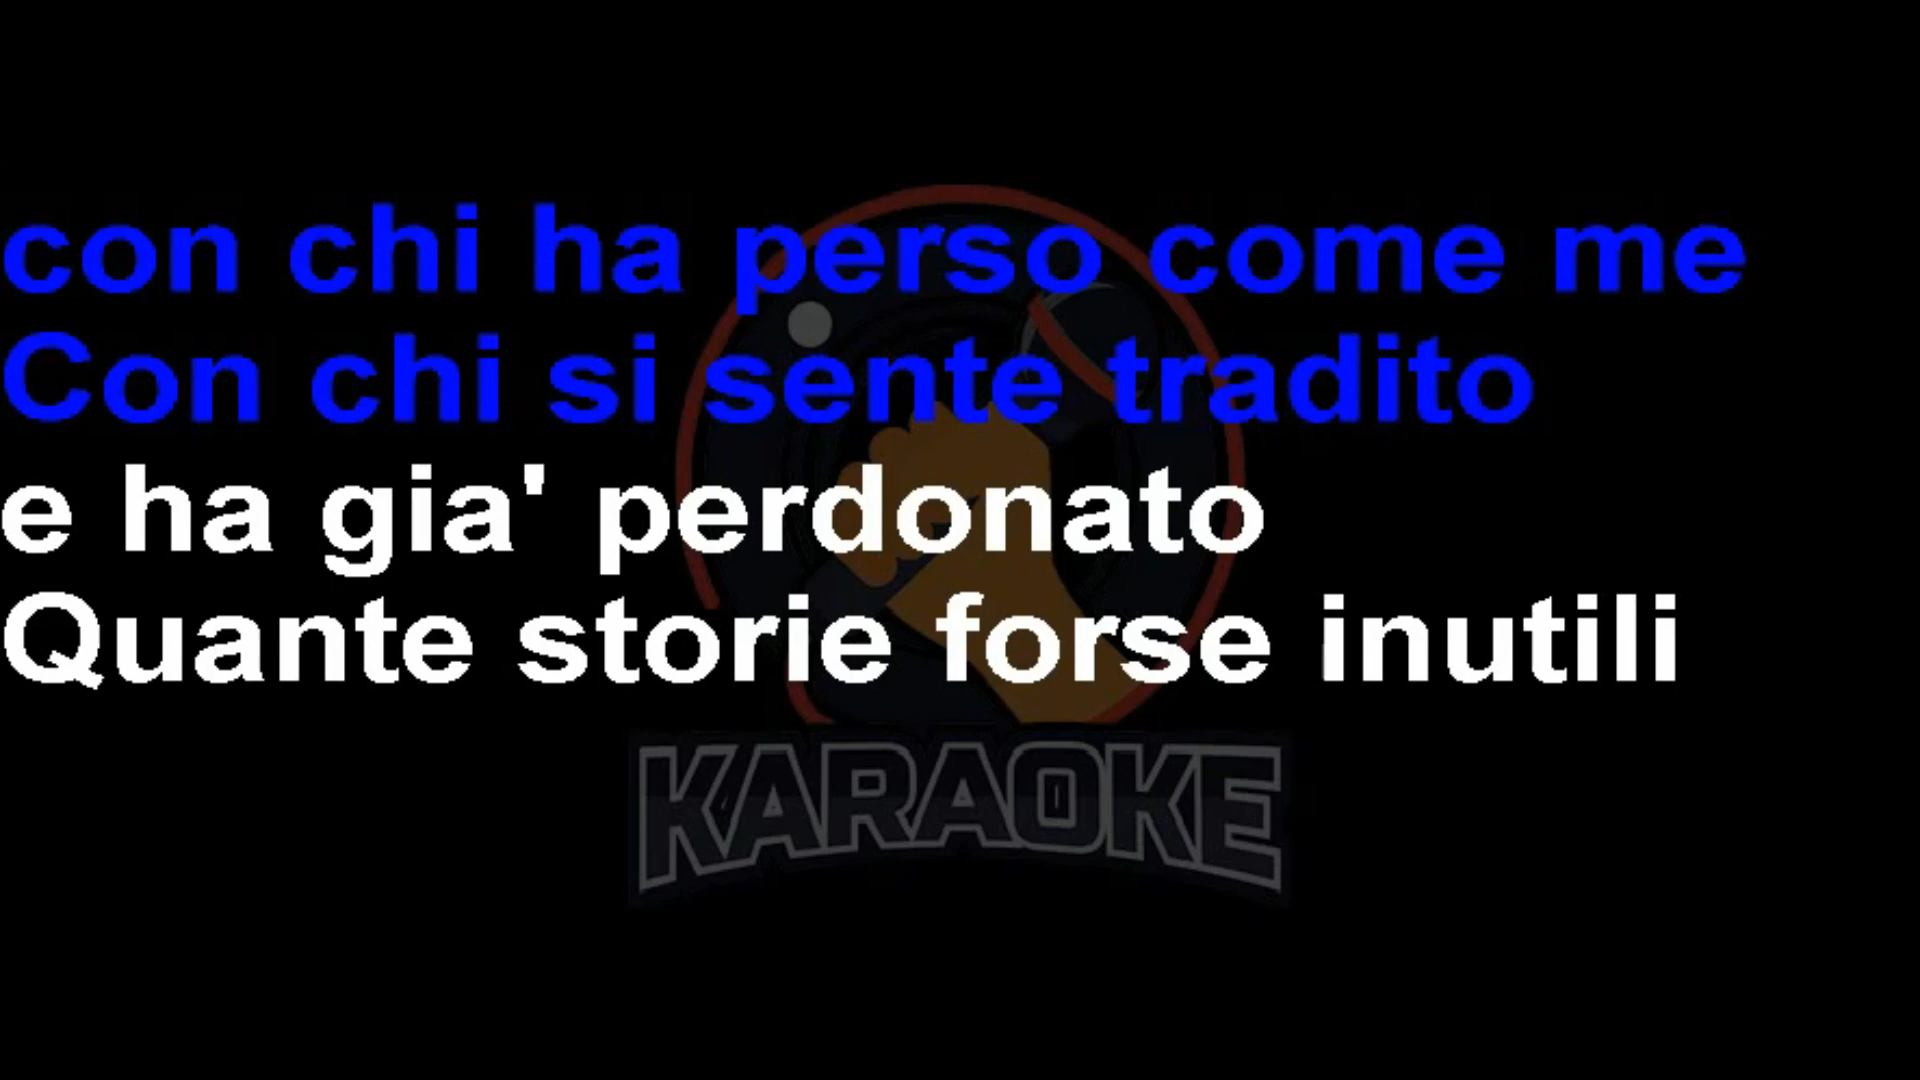 con chi ha perso come me
Con chi si sente tradito
e ha gia' perdonato
Quante storie forse inutili
KARAOKE